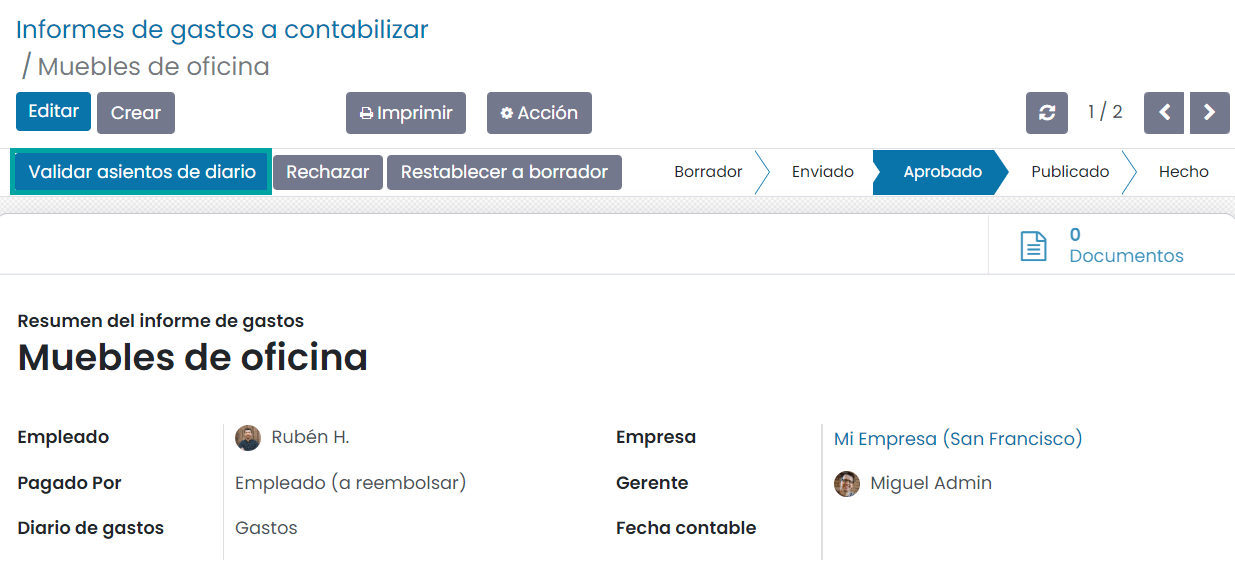 Informes de gastos a contabilizar
/ Muebles de oficina
Editar Crear Imprimir Acción 1 / 2
Validar asientos de diario Rechazar Restablecer a borrador Borrador Enviado Aprobado Publicado Hecho
0
Documentos
Resumen del informe de gastos
Muebles de oficina
Empleado Rubén H. Empresa Mi Empresa (San Francisco)
Pagado Por Empleado (a reembolsar) Gerente Miguel Admin
Diario de gastos Gastos Fecha contable